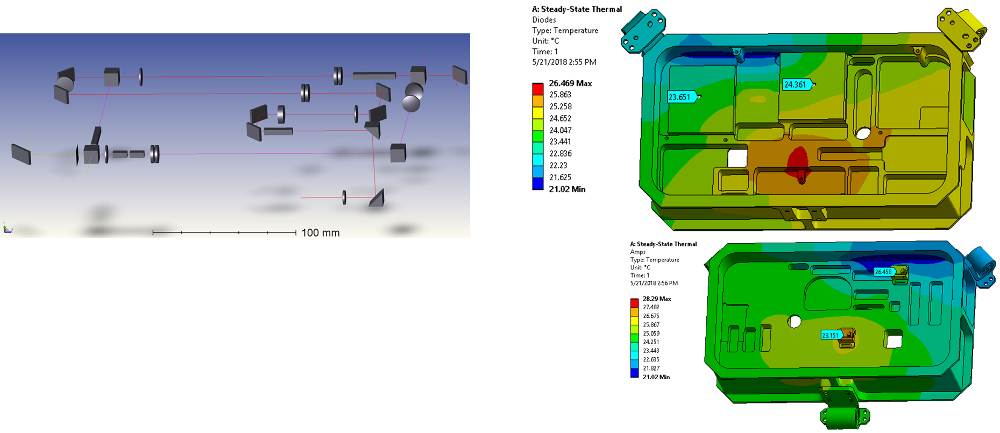 100 mm
Y
Z
A: Steady-State Thermal
Diodes
Type: Temperature
Unit: °C
Time: 1
5/21/2018 2:55 PM
26.469 Max
25.863
25.258
24.652
24.047
23.441
22.836
22.23
21.625
21.02 Min
23.651
24.361
A: Steady-State Thermal
Amps
Type: Temperature
Unit: °C
Time: 1
5/21/2018 2:56 PM
28.29 Max
27.482
26.675
25.867
25.059
24.251
23.443
22.635
21.827
21.02 Min
26.458
28.151